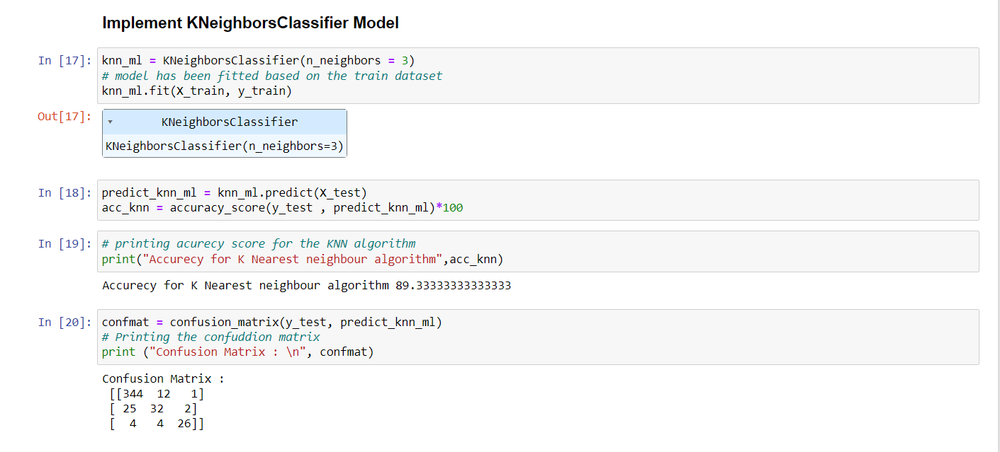 Implement KNeighborsClassifier Model
In [17]: knn_ml = KNeighborsClassifier(n_neighbors = 3)
# model has been fitted based on the train dataset
knn_ml.fit(X_train, y_train)
Out[17]: ▾ KNeighborsClassifier
KNeighborsClassifier(n_neighbors=3)
In [18]: predict_knn_ml = knn_ml.predict(X_test)
acc_knn = accuracy_score(y_test , predict_knn_ml)*100
In [19]: # printing acurecy score for the KNN algorithm
print("Accurecy for K Nearest neighbour algorithm",acc_knn)
Accurecy for K Nearest neighbour algorithm 89.33333333333333
In [20]: confmat = confusion_matrix(y_test, predict_knn_ml)
# Printing the confuddion matrix
print ("Confusion Matrix : \n", confmat)
Confusion Matrix :
[[344 12 1]
[ 25 32 2]
[ 4 4 26]]